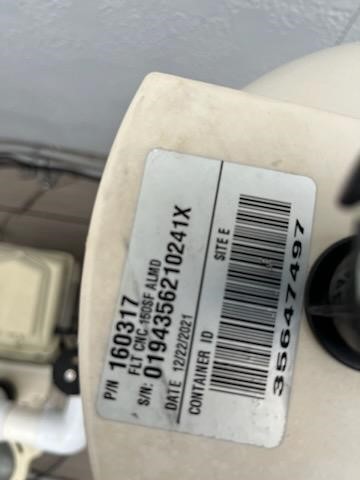 P/N 160317
FLT CNC 150SF ALMD
S/N: 0194356210241X
DATE 12/22/2021
SITE E
CONTAINER ID
35647497